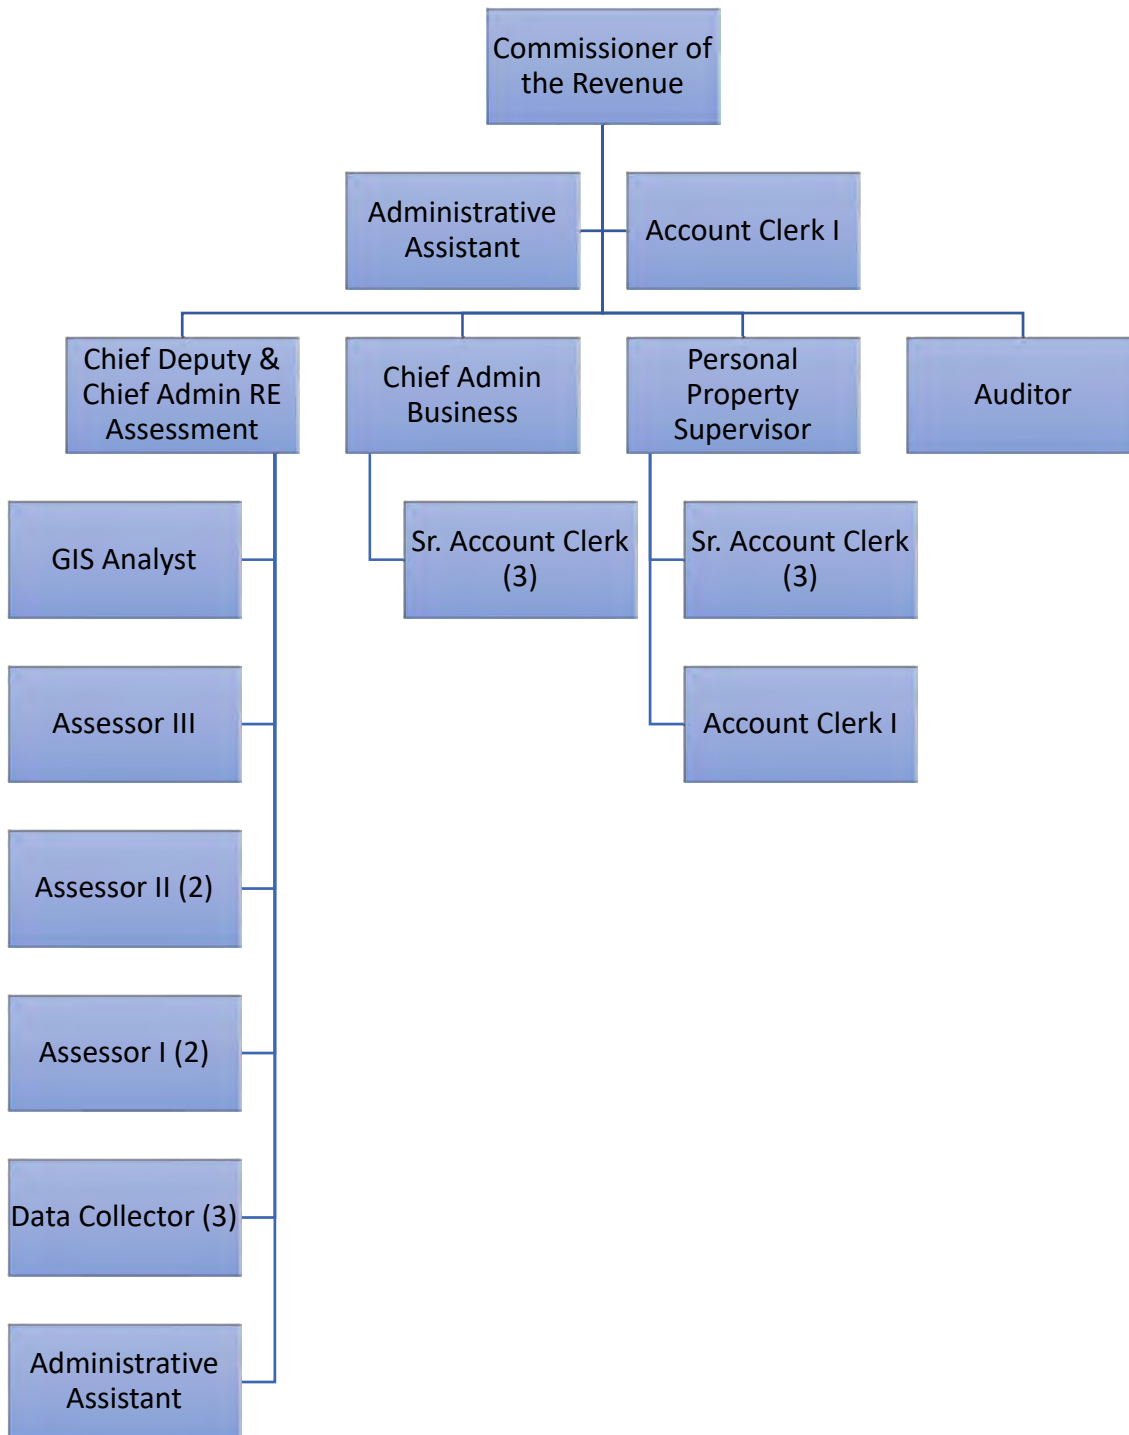 Commissioner of
the Revenue
Administrative
Assistant
Account Clerk I
Chief Deputy &
Chief Admin RE
Assessment
Chief Admin
Business
Personal
Property
Supervisor
Auditor
GIS Analyst
Sr. Account Clerk
(3)
Sr. Account Clerk
(3)
Assessor III
Account Clerk I
Assessor II (2)
Assessor I (2)
Data Collector (3)
Administrative
Assistant